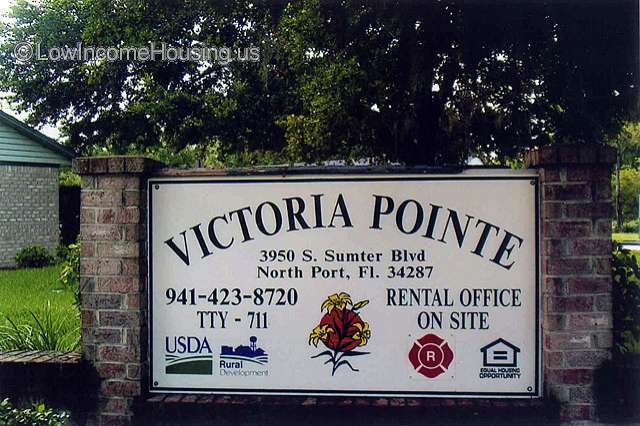 © LowIncomeHousing.us
VICTORIA POINTE
3950 S. Sumter Blvd
North Port, Fl. 34287
941-423-8720
TTY - 711
RENTAL OFFICE
ON SITE
USDA
Rural
Development
R
EQUAL HOUSING
OPPORTUNITY